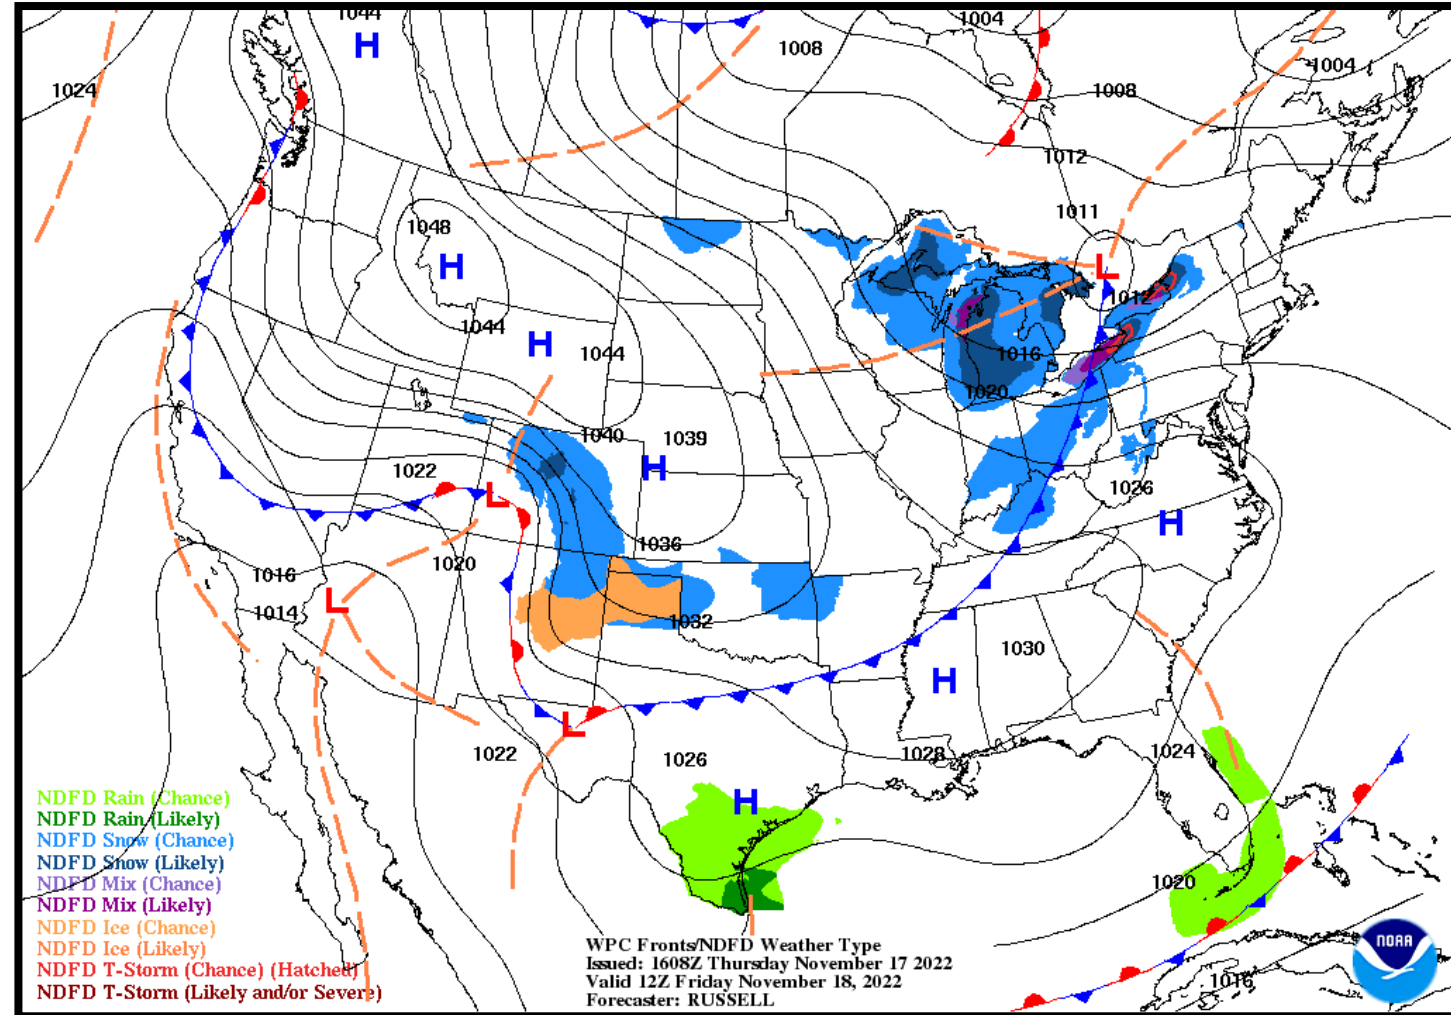 1044
H
1004
1008
1004
1024
1008
1012
1011
1048
H
L
1012
1044
H
1044
1016
1020
1040
1039
H
1022
L
1026
H
1036
1020
1016
L
1014
1032
1030
H
L
1022
1026
1028
1024
H
NDFD Rain (Chance)
NDFD Rain (Likely)
NDFD Snow (Chance)
NDFD Snow (Likely)
NDFD Mix (Chance)
NDFD Mix (Likely)
NDFD Ice (Chance)
NDFD Ice (Likely)
NDFD T-Storm (Chance) (Hatched)
NDFD T-Storm (Likely and/or Severe)
1020
WPC Fronts/NDFD Weather Type
Issued: 1608Z Thursday November 17 2022
Valid 12Z Friday November 18, 2022
Forecaster: RUSSELL
1016
NOAA